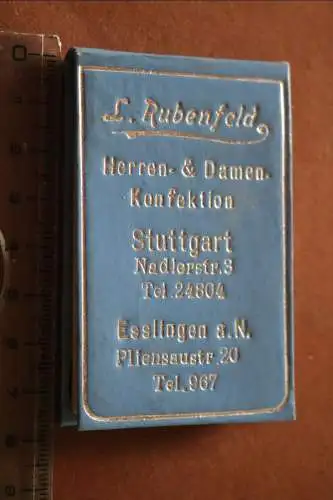 L. Rubenfeld
Herren- & Damen-
Konfektion
Stuttgart
Nadlerstr. 3
Tel. 24804
Esslingen a.N.
Pliensaustr. 20
Tel. 967